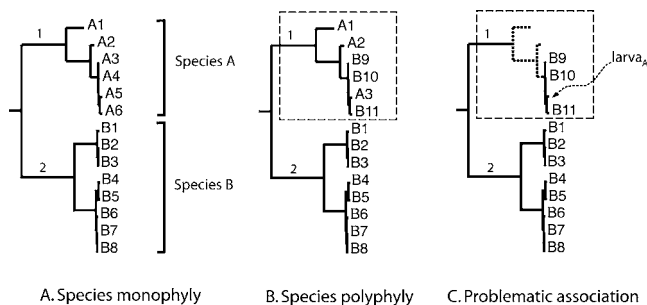 1
A1
A2
A3
A4
A5
A6
Species A
2
B1
B2
B3
B4
B5
B6
B7
B8
Species B
A. Species monophyly
1
A1
A2
B9
B10
A3
B11
2
B1
B2
B3
B4
B5
B6
B7
B8
B. Species polyphyly
1
B9
B10
B11
larvaA
2
B1
B2
B3
B4
B5
B6
B7
B8
C. Problematic association